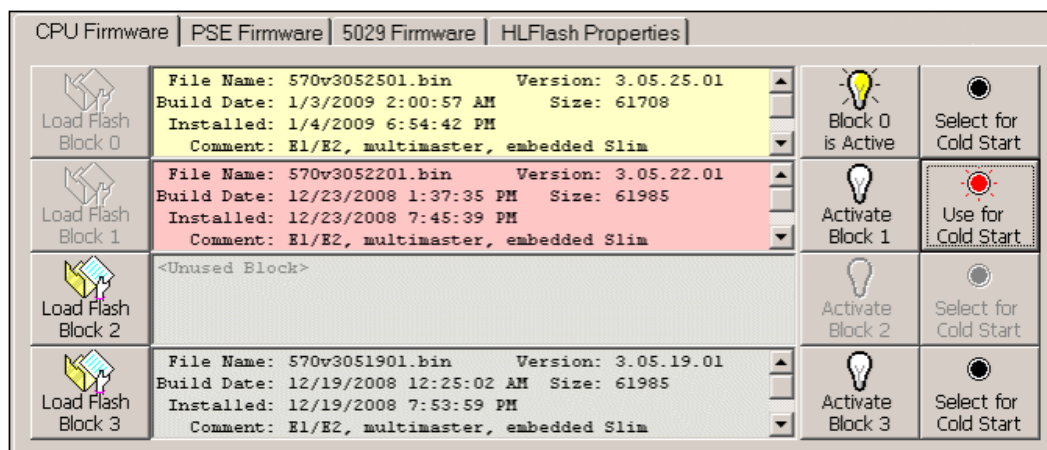 CPU Firmware PSE Firmware 5029 Firmware HLFlash Properties
Load Flash
Block 0
File Name: 570v3052501.bin Version: 3.05.25.01
Build Date: 1/3/2009 2:00:57 AM Size: 61708
Installed: 1/4/2009 6:54:42 PM
Comment: E1/E2, multimaster, embedded Slim
Block 0
is Active
Select for
Cold Start
Load Flash
Block 1
File Name: 570v3052201.bin Version: 3.05.22.01
Build Date: 12/23/2008 1:37:35 PM Size: 61985
Installed: 12/23/2008 7:45:39 PM
Comment: E1/E2, multimaster, embedded Slim
Activate
Block 1
Use for
Cold Start
Load Flash
Block 2
<Unused Block>
Activate
Block 2
Select for
Cold Start
Load Flash
Block 3
File Name: 570v3051901.bin Version: 3.05.19.01
Build Date: 12/19/2008 12:25:02 AM Size: 61985
Installed: 12/19/2008 7:53:59 PM
Comment: E1/E2, multimaster, embedded Slim
Activate
Block 3
Select for
Cold Start